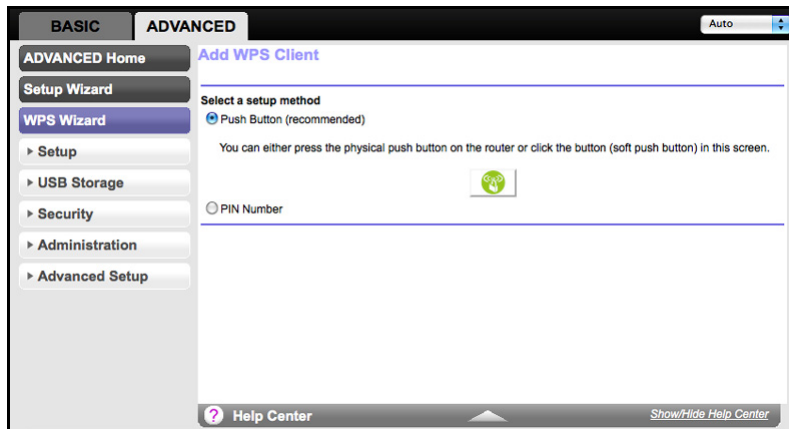 BASIC
ADVANCED
Auto
ADVANCED Home
Setup Wizard
WPS Wizard
Setup
USB Storage
Security
Administration
Advanced Setup
Add WPS Client
Select a setup method
Push Button (recommended)
You can either press the physical push button on the router or click the button (soft push button) in this screen.
PIN Number
? Help Center
Show/Hide Help Center